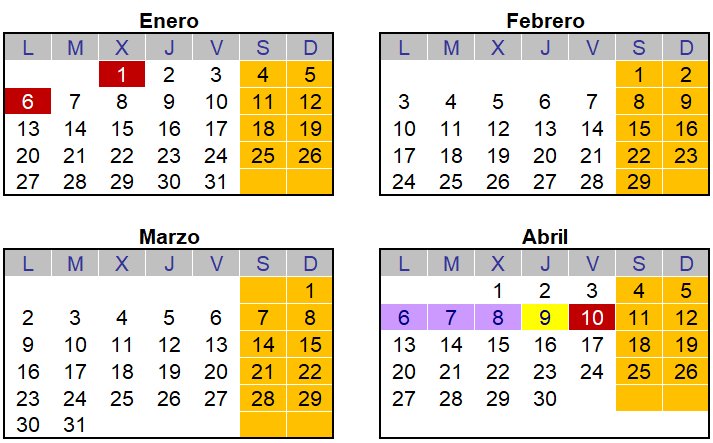 Enero
L M X J V S D
1 2 3 4 5
6 7 8 9 10 11 12
13 14 15 16 17 18 19
20 21 22 23 24 25 26
27 28 29 30 31
Febrero
L M X J V S D
1 2
3 4 5 6 7 8 9
10 11 12 13 14 15 16
17 18 19 20 21 22 23
24 25 26 27 28 29
Marzo
L M X J V S D
1
2 3 4 5 6 7 8
9 10 11 12 13 14 15
16 17 18 19 20 21 22
23 24 25 26 27 28 29
30 31
Abril
L M X J V S D
1 2 3 4 5
6 7 8 9 10 11 12
13 14 15 16 17 18 19
20 21 22 23 24 25 26
27 28 29 30